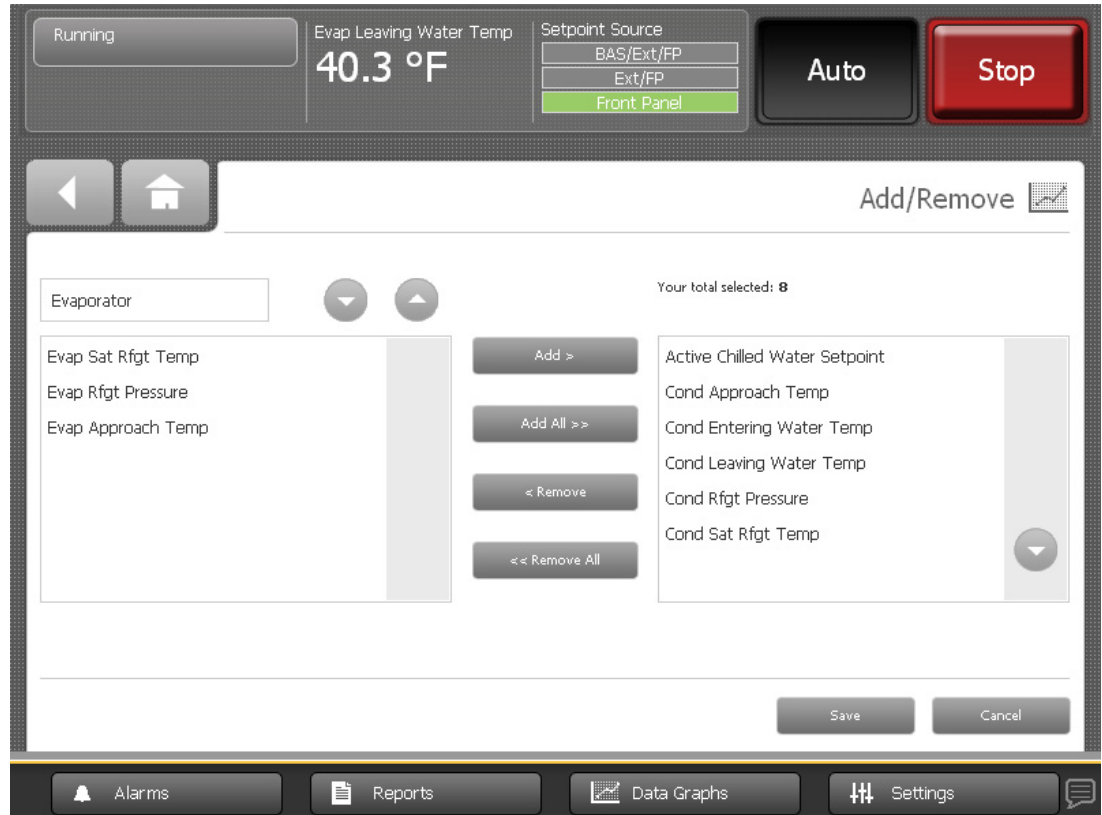 Running
Evap Leaving Water Temp
40.3 °F
Setpoint Source
BAS/Ext/FP
Ext/FP
Front Panel
Auto
Stop
Add/Remove
Evaporator
Your total selected: 8
Evap Sat Rfgt Temp
Evap Rfgt Pressure
Evap Approach Temp
Add >
Add All >>
< Remove
<< Remove All
Active Chilled Water Setpoint
Cond Approach Temp
Cond Entering Water Temp
Cond Leaving Water Temp
Cond Rfgt Pressure
Cond Sat Rfgt Temp
Save
Cancel
Alarms
Reports
Data Graphs
Settings